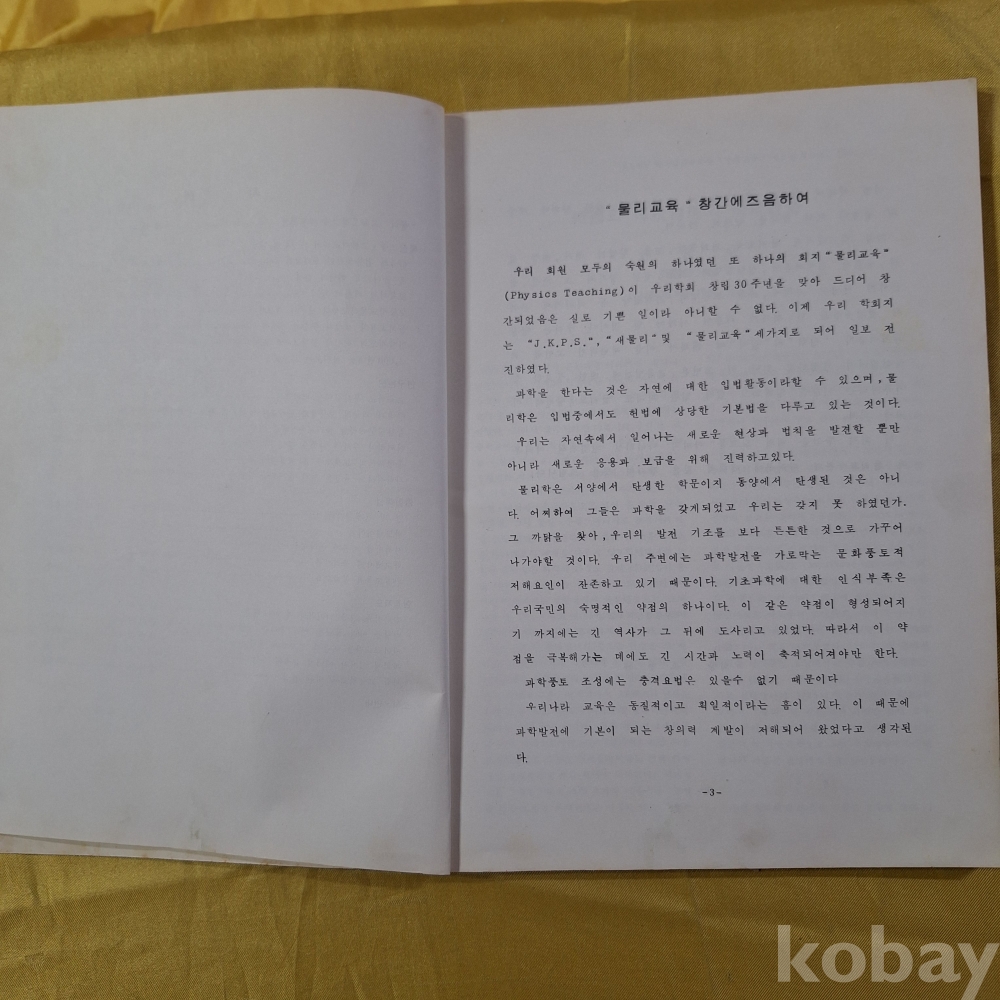 “ 물리교육 “ 창간에즈음하여
우리 회원 모두의 숙원의 하나였던 또 하나의 회지 “물리교육“
(Physics Teaching)이 우리학회 창립30주년을 맞아 드디어 창
간되었음은 실로 기쁜 일이라 아니할 수 없다. 이제 우리 학회지
는 “J.K.P.S.“, “새물리“및 “물리교육“세가지로 되어 일보 전
진하였다.
과학을 한다는 것은 자연에 대한 입법활동이라할 수 있으며,물
리학은 입법중에서도 헌법에 상당한 기본법을 다루고 있는 것이다.
우리는 자연속에서 일어나는 새로운 현상과 법칙을 발견할 뿐만
아니라 새로운 응용과 보급을 위해 진력하고있다.
물리학은 서양에서 탄생한 학문이지 동양에서 탄생된 것은 아니
다. 어찌하여 그들은 과학을 갖게되었고 우리는 갖지 못 하였던가.
그 까닭을 찾아,우리의 발전 기조를 보다 튼튼한 것으로 가꾸어
나가야할 것이다. 우리 주변에는 과학발전을 가로막는 문화풍토적
저해요인이 잔존하고 있기 때문이다. 기초과학에 대한 인식부족은
우리국민의 숙명적인 약점의 하나이다. 이 같은 약점이 형성되어지
기 까지에는 긴 역사가 그 뒤에 도사리고 있었다. 따라서 이 약
점을 극복해가는 데에도 긴 시간과 노력이 축적되어져야만 한다.
과학풍토 조성에는 충격요법은 있을수 없기 때문이다
우리나라 교육은 동질적이고 획일적이라는 흠이 있다. 이 때문에
과학발전에 기본이 되는 창의력 계발이 저해되어 왔었다고 생각된
다.
-3-
kobay